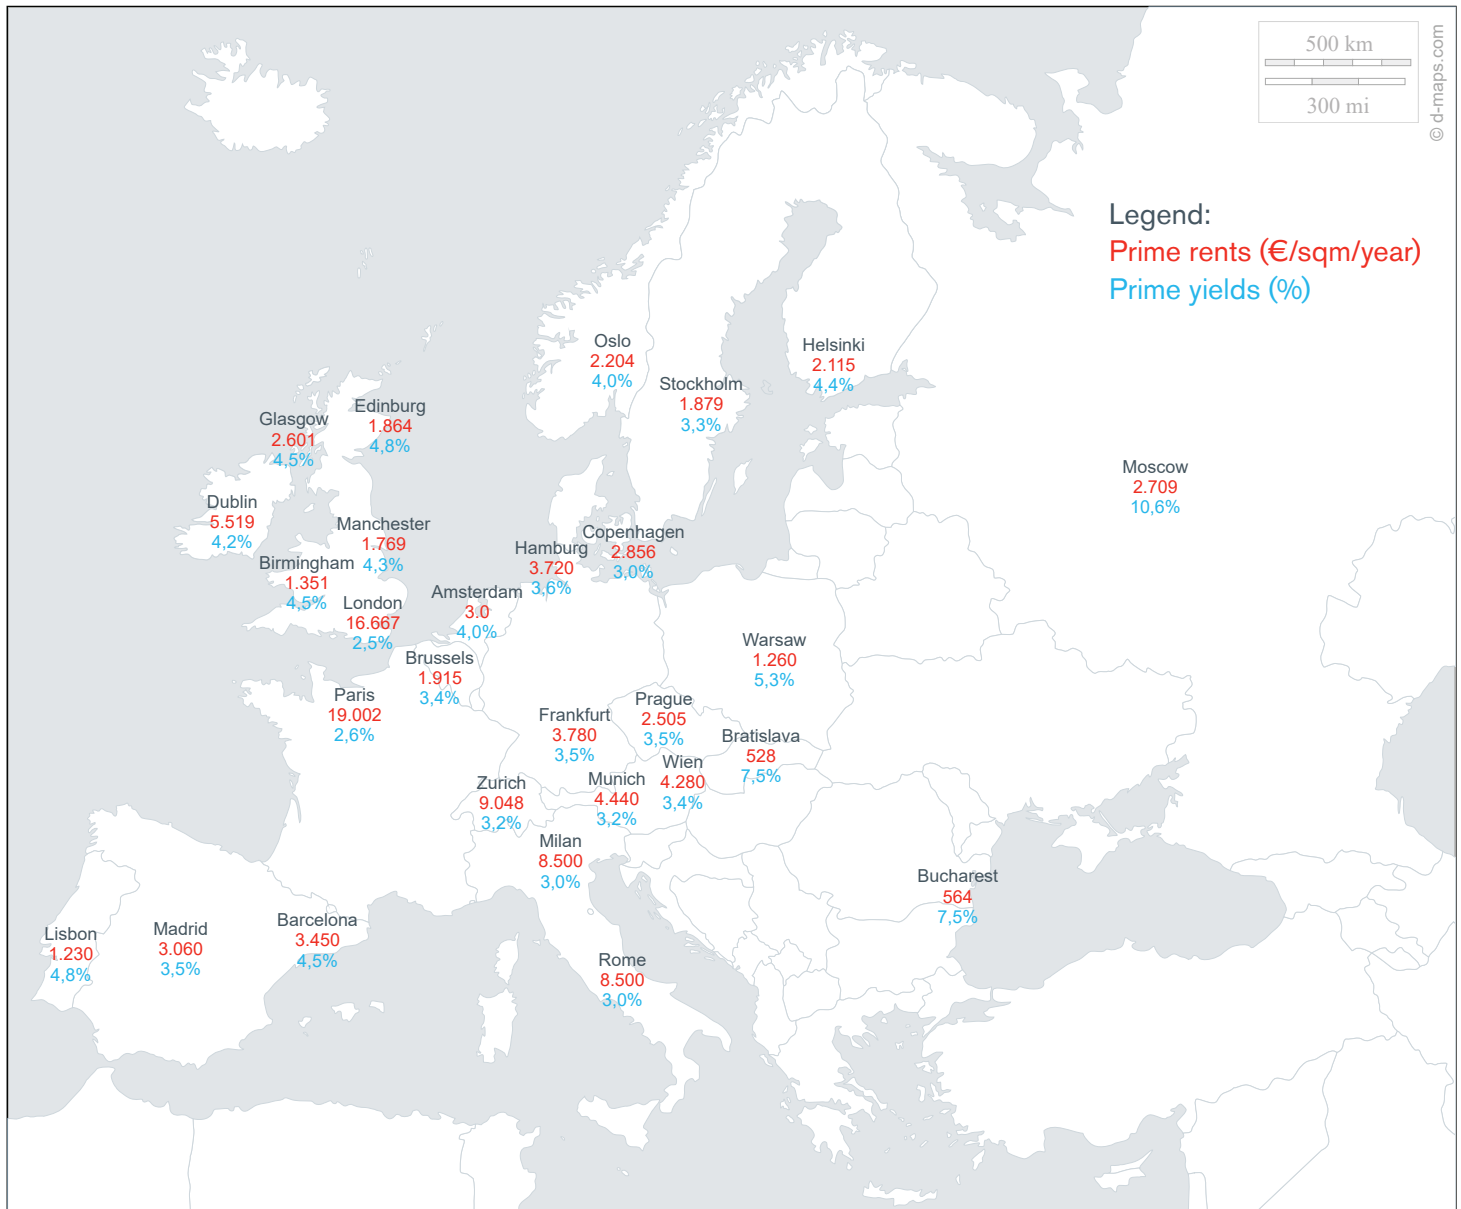 500 km
300 mi
© d-maps.com
Legend:
Prime rents (€/sqm/year)
Prime yields (%)
Oslo
2.204
4,0%
Helsinki
2.115
4,4%
Stockholm
1.879
3,3%
Edinburg
1.864
4,8%
Glasgow
2.601
4,5%
Moscow
2.709
10,6%
Dublin
5.519
4,2%
Manchester
1.769
4,3%
Copenhagen
2.856
3,0%
Hamburg
3.720
3,6%
Birmingham
1.351
4,5%
Amsterdam
3.0
4,0%
London
16.667
2,5%
Warsaw
1.260
5,3%
Brussels
1.915
3,4%
Paris
19.002
2,6%
Prague
2.505
3,5%
Frankfurt
3.780
3,5%
Bratislava
528
7,5%
Wien
4.280
3,4%
Munich
4.440
3,2%
Zurich
9.048
3,2%
Milan
8.500
3,0%
Bucharest
564
7,5%
Barcelona
3.450
4,5%
Madrid
3.060
3,5%
Lisbon
1.230
4,8%
Rome
8.500
3,0%